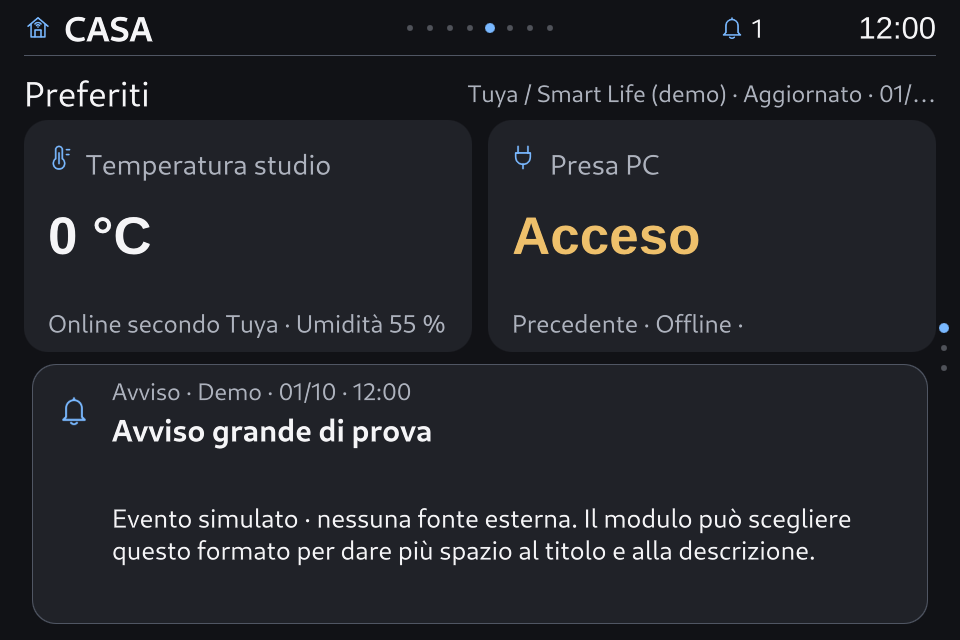 CASA
1
12:00
Preferiti
Tuya / Smart Life (demo) · Aggiornato · 01/…
Temperatura studio
0 °C
Online secondo Tuya · Umidità 55 %
Presa PC
Acceso
Precedente · Offline ·
Avviso · Demo · 01/10 · 12:00
Avviso grande di prova
Evento simulato · nessuna fonte esterna. Il modulo può scegliere
questo formato per dare più spazio al titolo e alla descrizione.